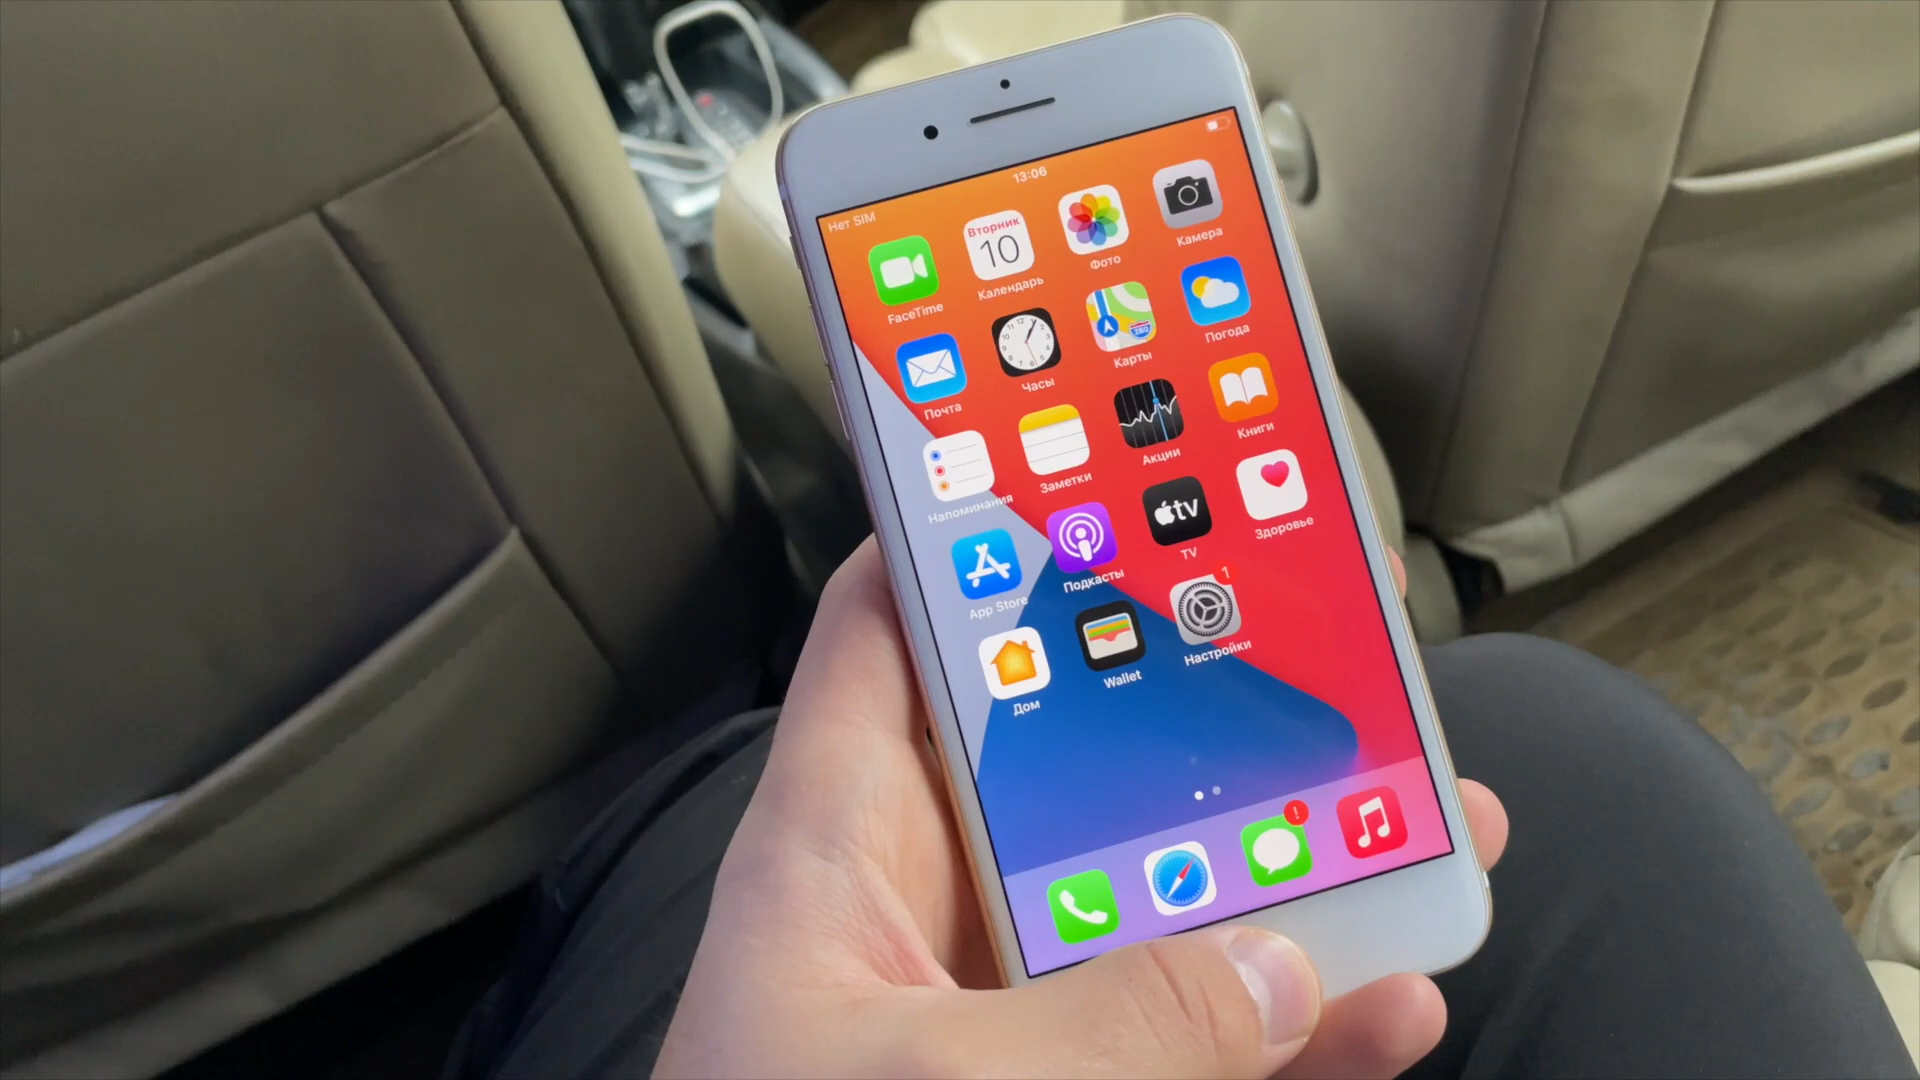 Нет SIM
13:06
FaceTime
Вторник
10
Календарь
Фото
Камера
Почта
Часы
280
Карты
Погода
Напоминания
Заметки
Акции
Книги
App Store
Подкасты
tv
TV
Здоровье
Дом
Wallet
1
Настройки
!